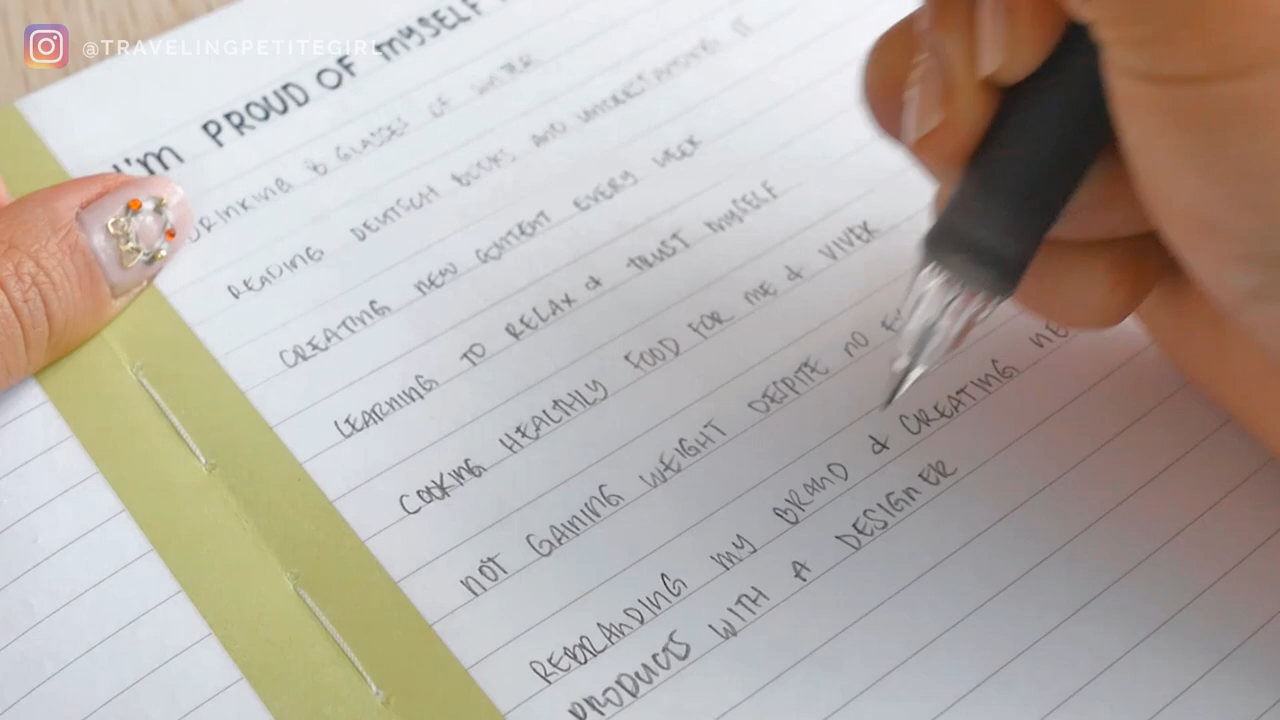 @TRAVELINGPETITEGIRL
I'm PROUD OF MYSELF
DRINKING 8 GLASSES OF WATER
READING DEUTSCH BOOKS AND UNDERSTANDING IT
CREATING NEW CONTENT EVERY WEEK
LEARNING TO RELAX & TRUST MYSELF
COOKING HEALTHLY FOOD FOR ME & VIVEK
NOT GAINING WEIGHT DESPITE NO
REBRANDING MY BRAND & CREATING
PRODUCTS WITH A DESIGNER